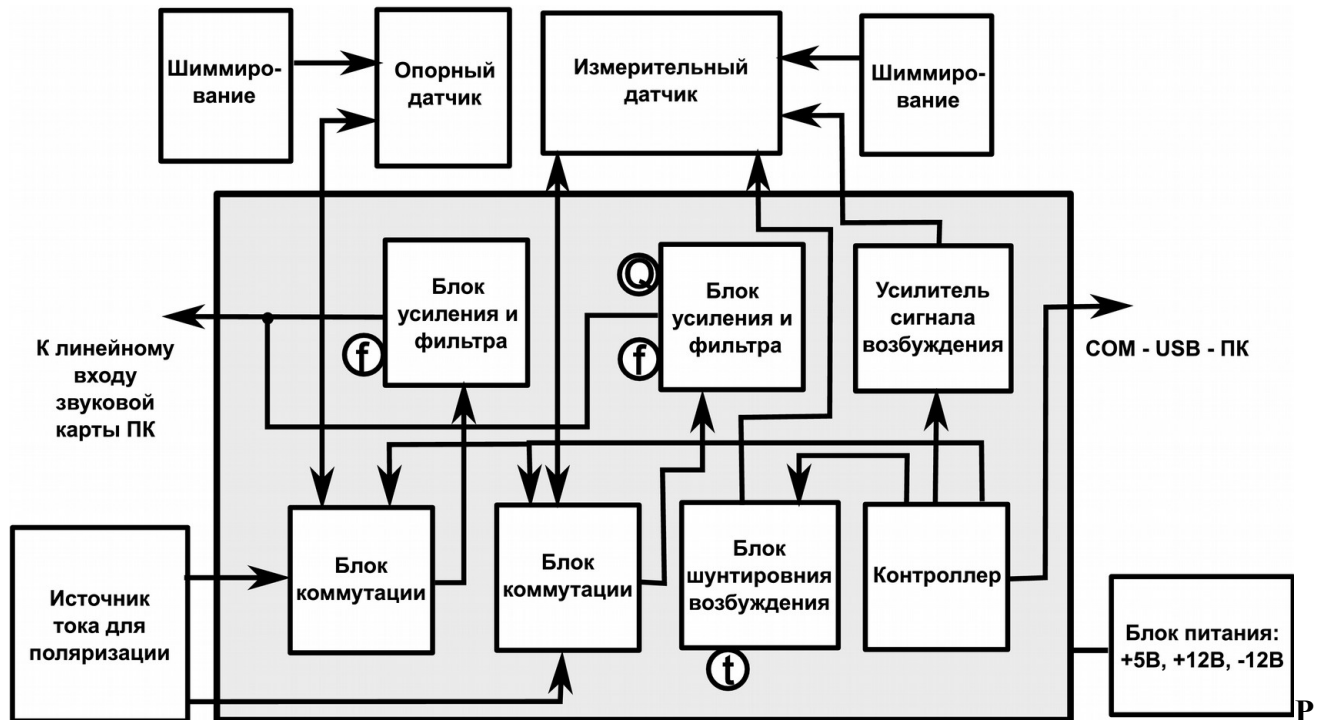 Шиммиро-
вание
Опорный
датчик
Измерительный
датчик
Шиммиро-
вание
Блок
усиления и
фильтра
f
Q
f
Блок
усиления и
фильтра
Усилитель
сигнала
возбуждения
К линейному
входу
звуковой
карты ПК
COM - USB - ПК
Источник
тока для
поляризации
Блок
коммутации
Блок
коммутации
Блок
шунтировния
возбуждения
t
Контроллер
Блок питания:
+5В, +12В, -12В
Р